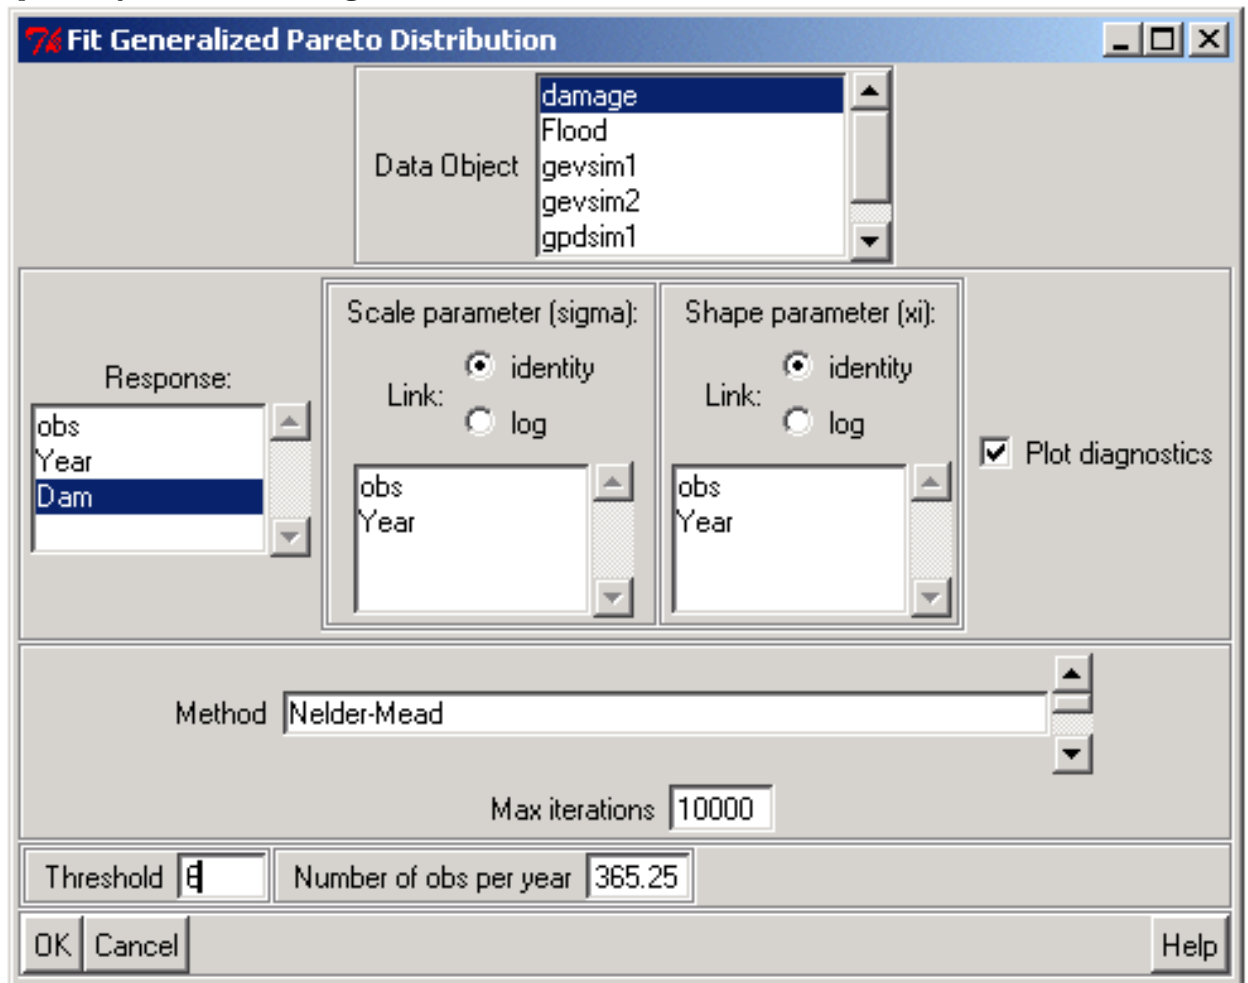 Fit Generalized Pareto Distribution
Data Object
damage
Flood
gevsim1
gevsim2
gpdsim1
Response:
obs
Year
Dam
Scale parameter (sigma):
Link:
identity
log
obs
Year
Shape parameter (xi):
Link:
identity
log
obs
Year
Plot diagnostics
Method Nelder-Mead
Max iterations 10000
Threshold
Number of obs per year 365.25
OK Cancel
Help